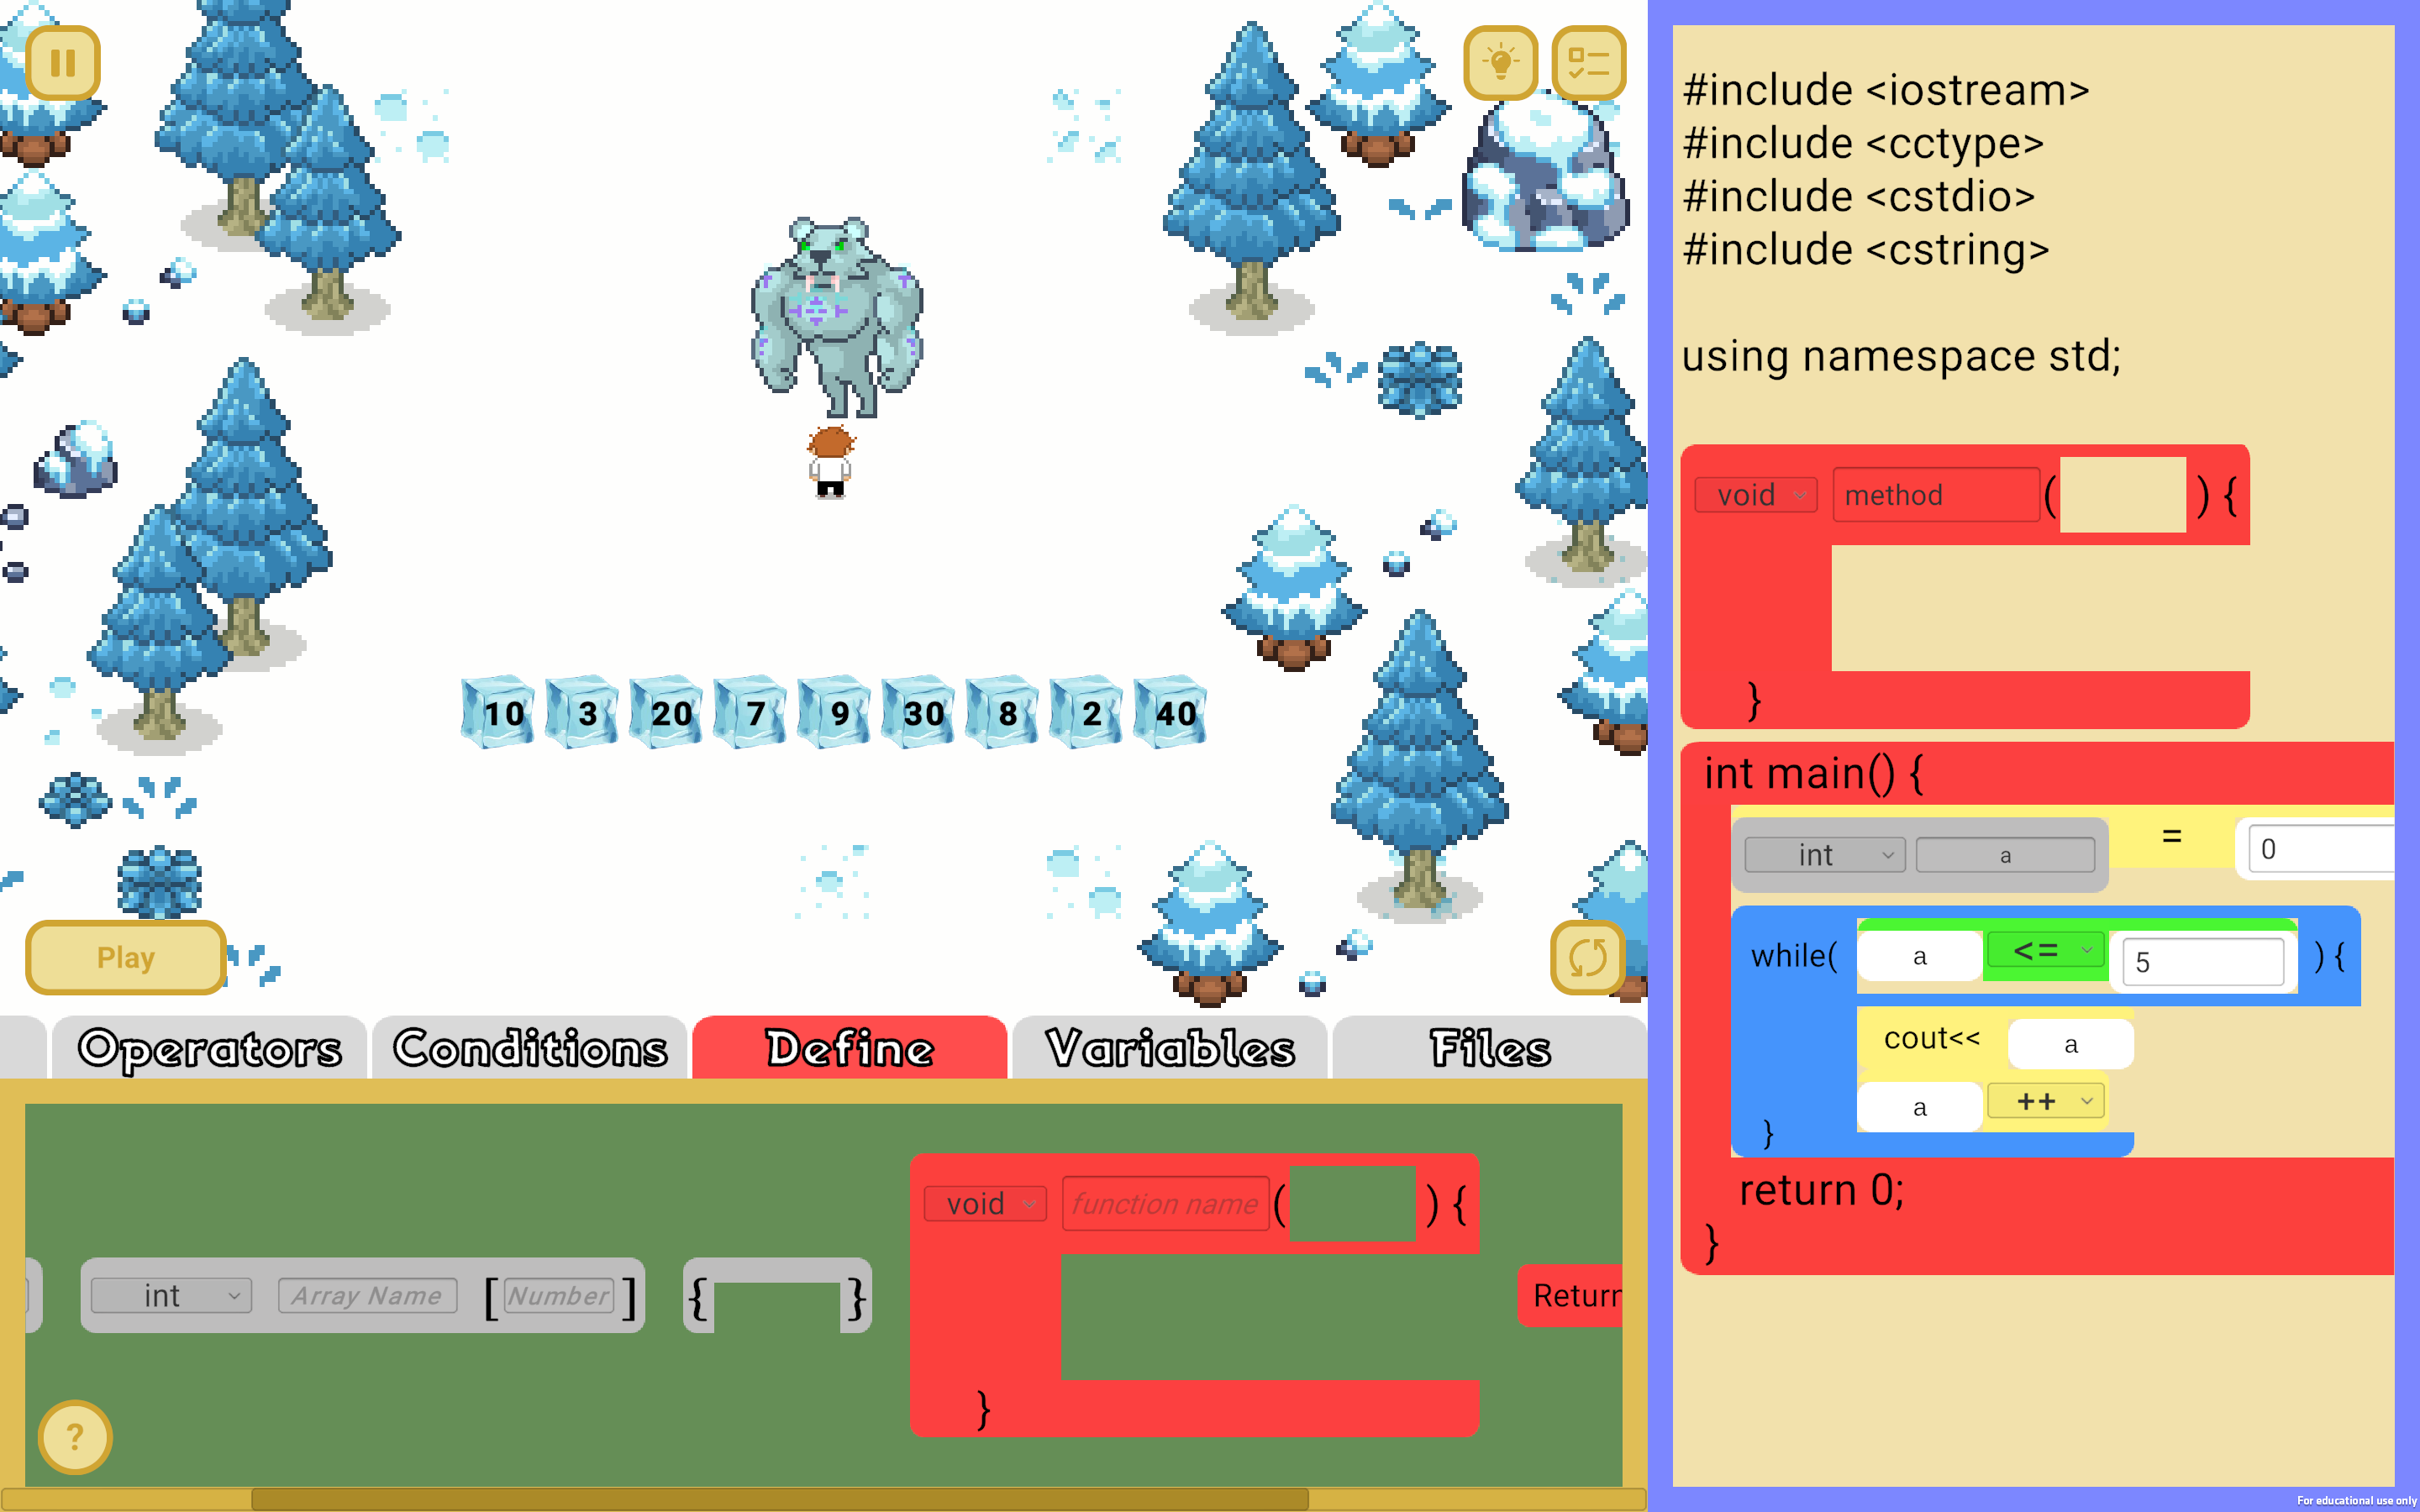 #include <iostream>
#include <cctype>
#include <cstdio>
#include <cstring>
using namespace std;
void method ( ) {
}
int main() {
int a = 0
while( a <= 5 ) {
cout<< a
a ++
}
return 0;
}
10 3 20 7 9 30 8 2 40
Play
Operators Conditions Define Variables Files
void function name ( ) {
int Array Name [ Number ] { } Return
}
?
For educational use only